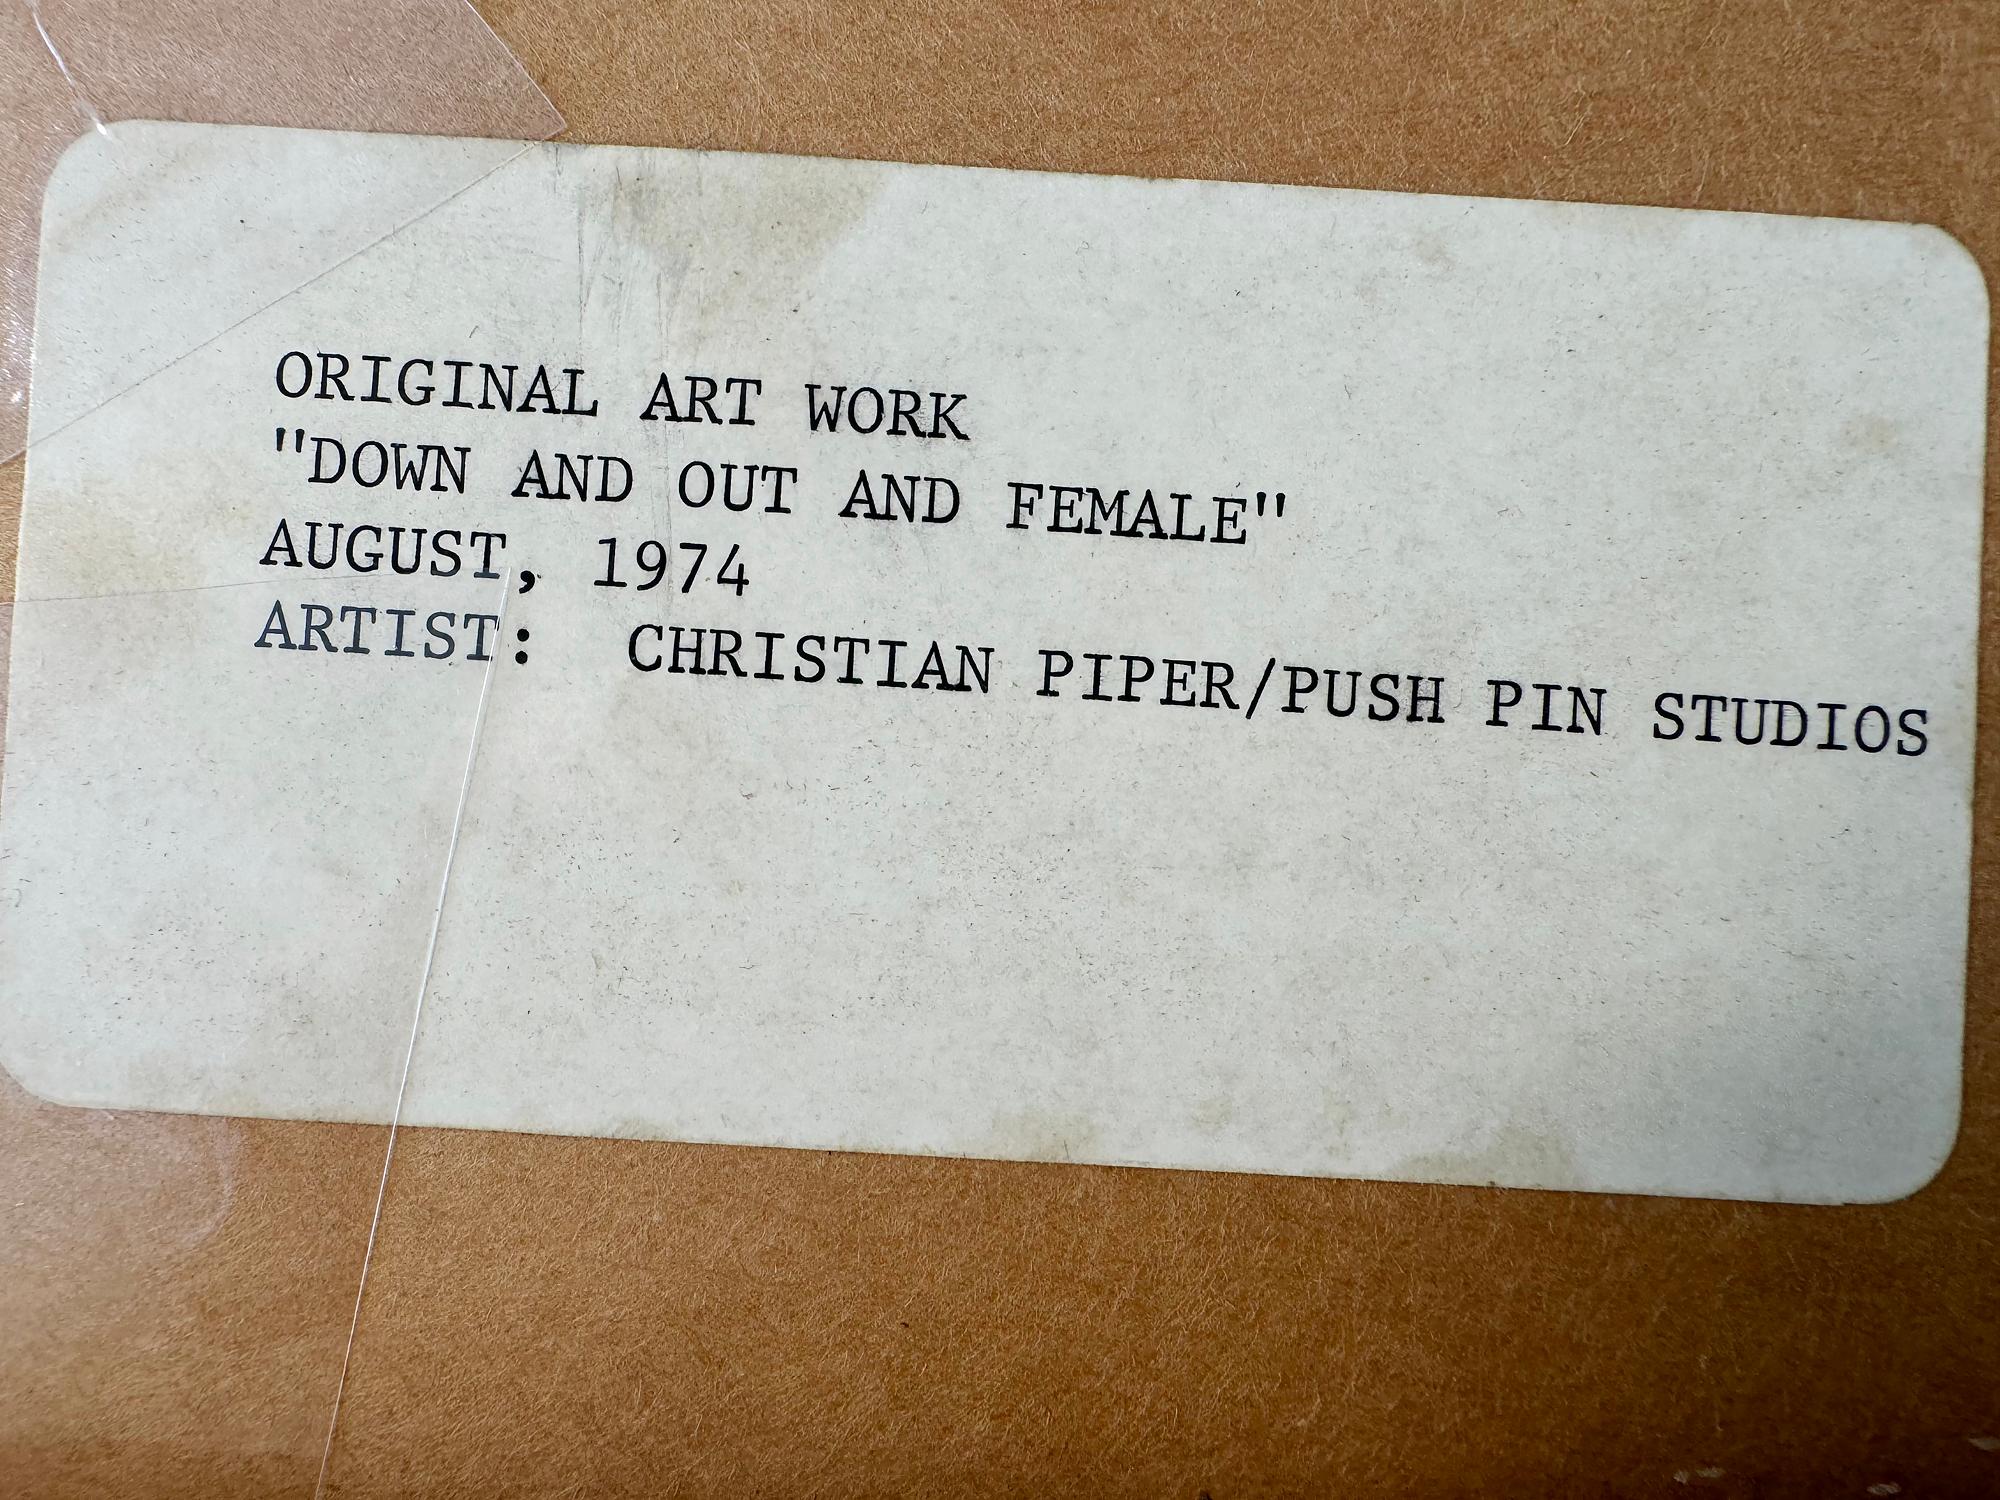 ORIGINAL ART WORK
"DOWN AND OUT AND FEMALE"
AUGUST, 1974
ARTIST:  CHRISTIAN PIPER/PUSH PIN STUDIOS